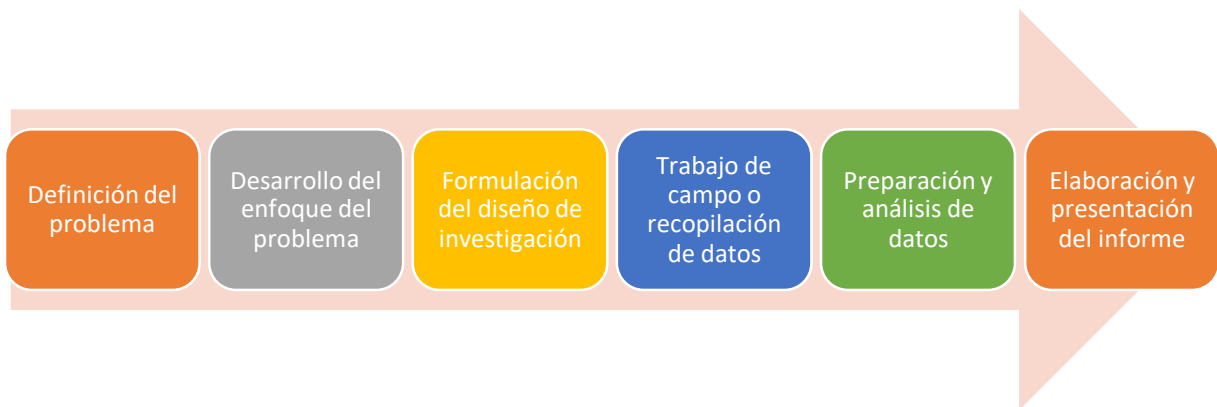 Definición del
problema
Desarrollo del
enfoque del
problema
Formulación
del diseño de
investigación
Trabajo de
campo o
recopilación
de datos
Preparación y
análisis de
datos
Elaboración y
presentación
del informe